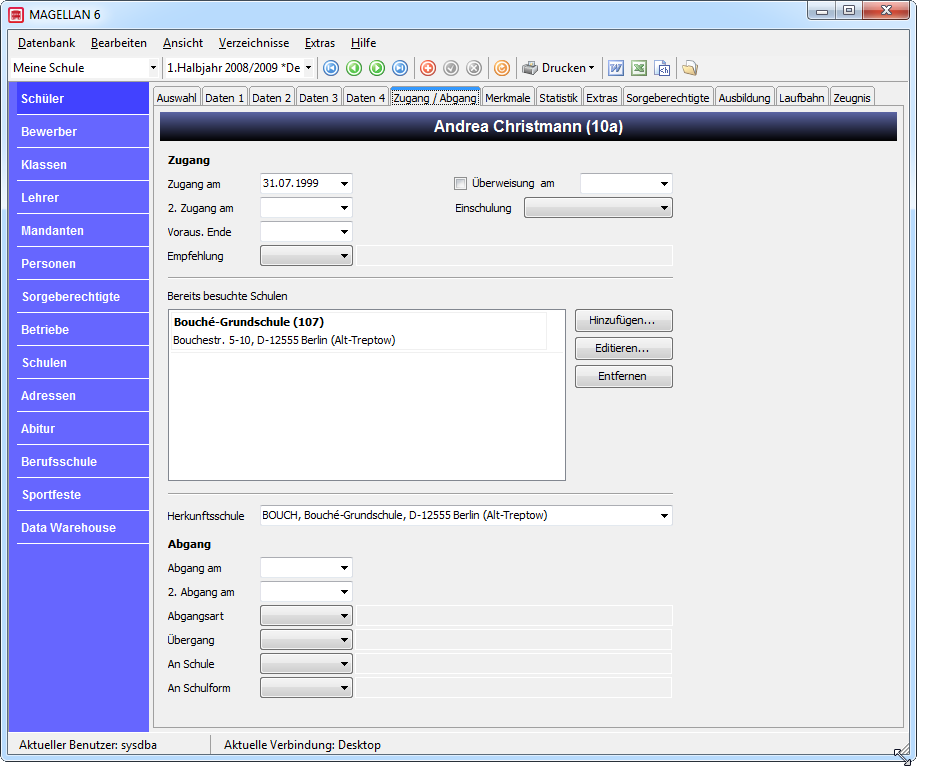 MAGELLAN 6
Datenbank Bearbeiten Ansicht Verzeichnisse Extras Hilfe
Meine Schule 1.Halbjahr 2008/2009 *De Drucken
Schüler
Bewerber
Klassen
Lehrer
Mandanten
Personen
Sorgeberechtigte
Betriebe
Schulen
Adressen
Abitur
Berufsschule
Sportfeste
Data Warehouse
Auswahl Daten 1 Daten 2 Daten 3 Daten 4 Zugang / Abgang Merkmale Statistik Extras Sorgeberechtigte Ausbildung Laufbahn Zeugnis
Andrea Christmann (10a)
Zugang
Zugang am 31.07.1999 Überweisung am
2. Zugang am Einschulung
Voraus. Ende
Empfehlung
Bereits besuchte Schulen
Bouché-Grundschule (107)
Bouchestr. 5-10, D-12555 Berlin (Alt-Treptow)
Hinzufügen...
Editieren...
Entfernen
Herkunftsschule BOUCH, Bouché-Grundschule, D-12555 Berlin (Alt-Treptow)
Abgang
Abgang am
2. Abgang am
Abgangsart
Übergang
An Schule
An Schulform
Aktueller Benutzer: sysdba Aktuelle Verbindung: Desktop